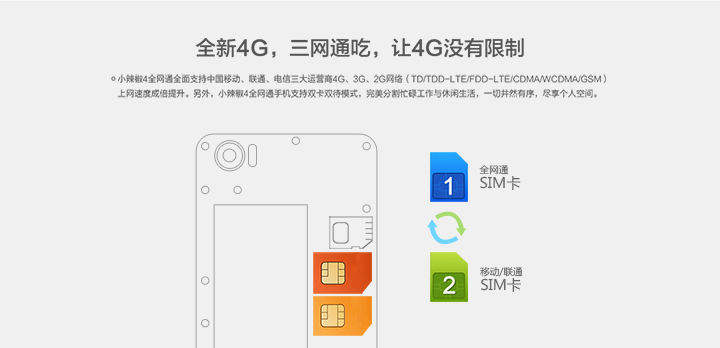 全新4G，三网通吃，让4G没有限制
小辣椒4全网通全面支持中国移动、联通、电信三大运营商4G、3G、2G网络（TD/TDD-LTE/FDD-LTE/CDMA/WCDMA/GSM）
上网速度成倍提升。另外，小辣椒4全网通手机支持双卡双待模式，完美分割忙碌工作与休闲生活，一切井然有序，尽享个人空间。
1
全网通
SIM卡
2
移动/联通
SIM卡